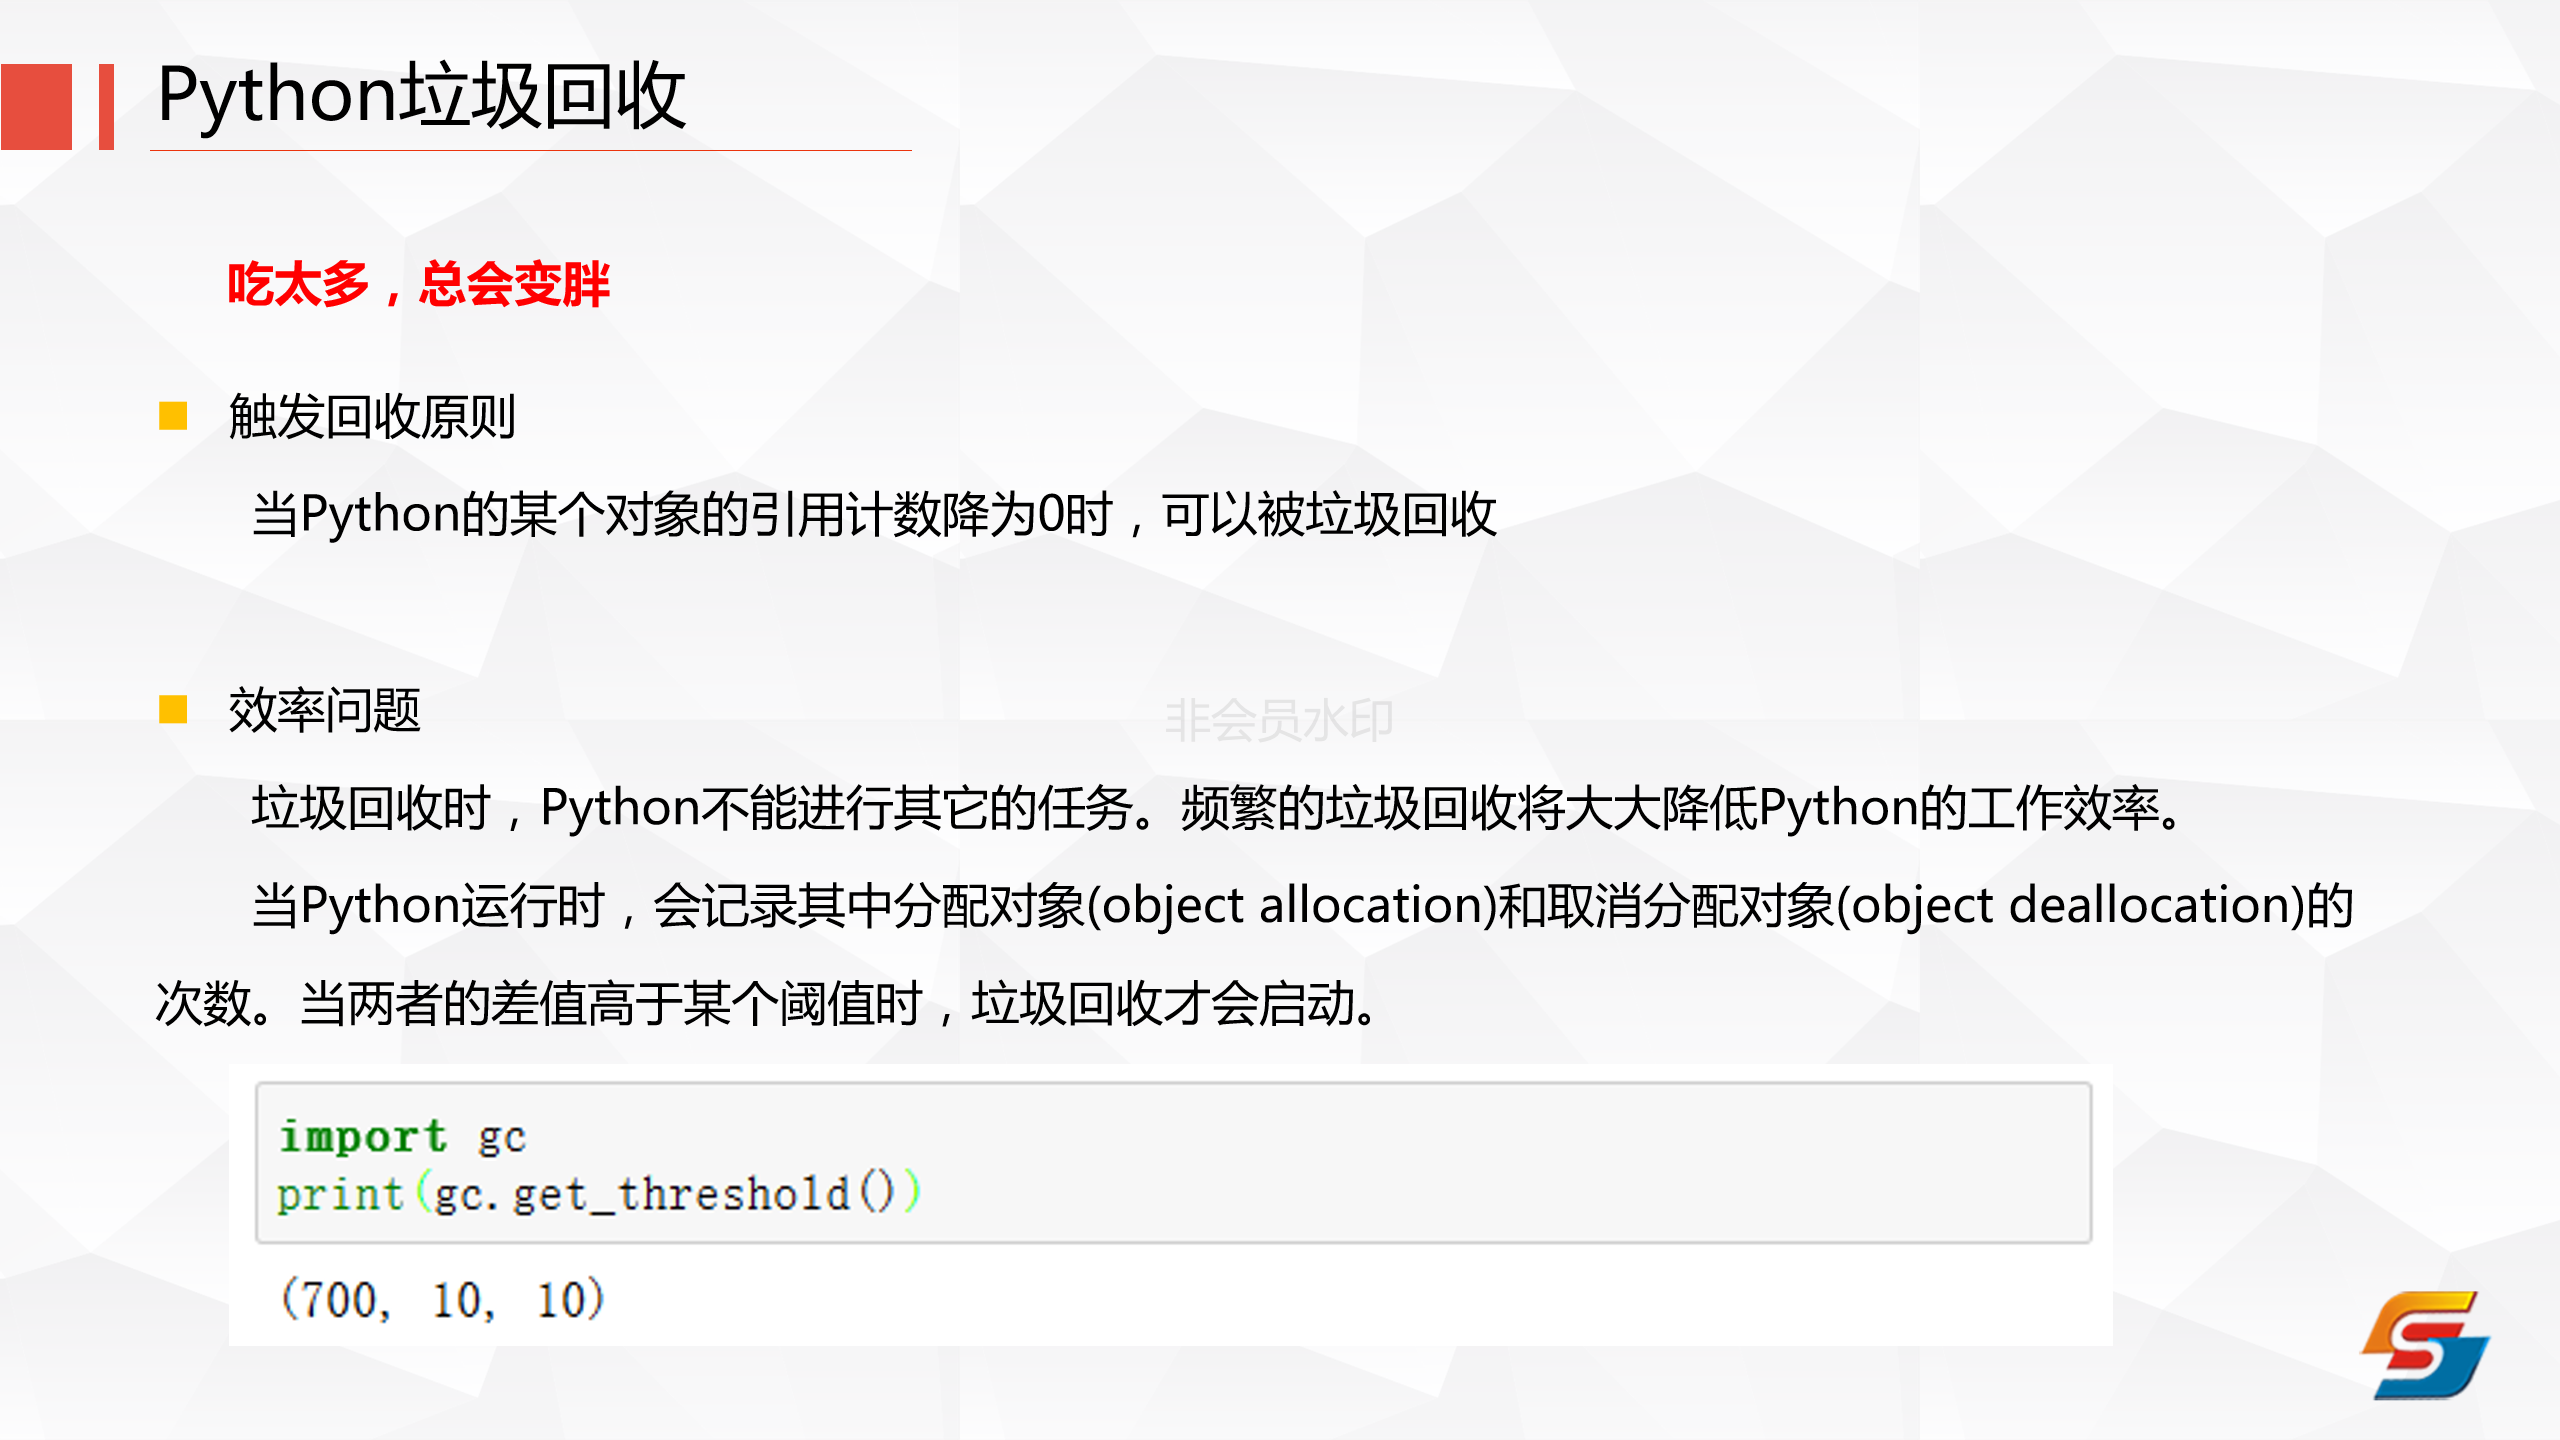 Python垃圾回收
吃太多，总会变胖
触发回收原则
当Python的某个对象的引用计数降为0时，可以被垃圾回收
效率问题
非会员水印
垃圾回收时，Python不能进行其它的任务。频繁的垃圾回收将大大降低Python的工作效率。
当Python运行时，会记录其中分配对象(object allocation)和取消分配对象(object deallocation)的
次数。当两者的差值高于某个阈值时，垃圾回收才会启动。
import gc
print(gc.get_threshold())
(700, 10, 10)